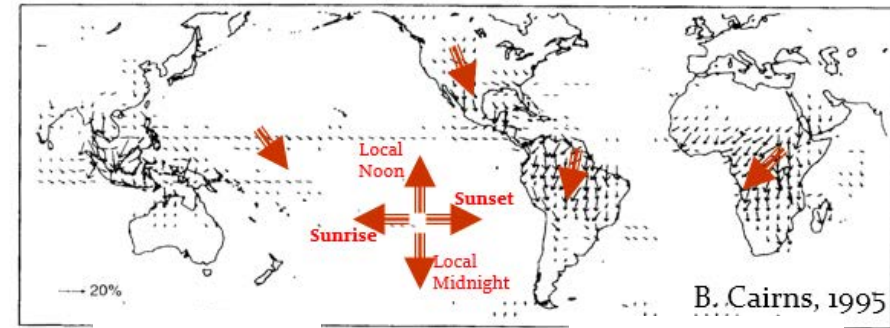 Local
Noon
Sunset
Sunrise
Local
Midnight
20%
B. Cairns, 1995